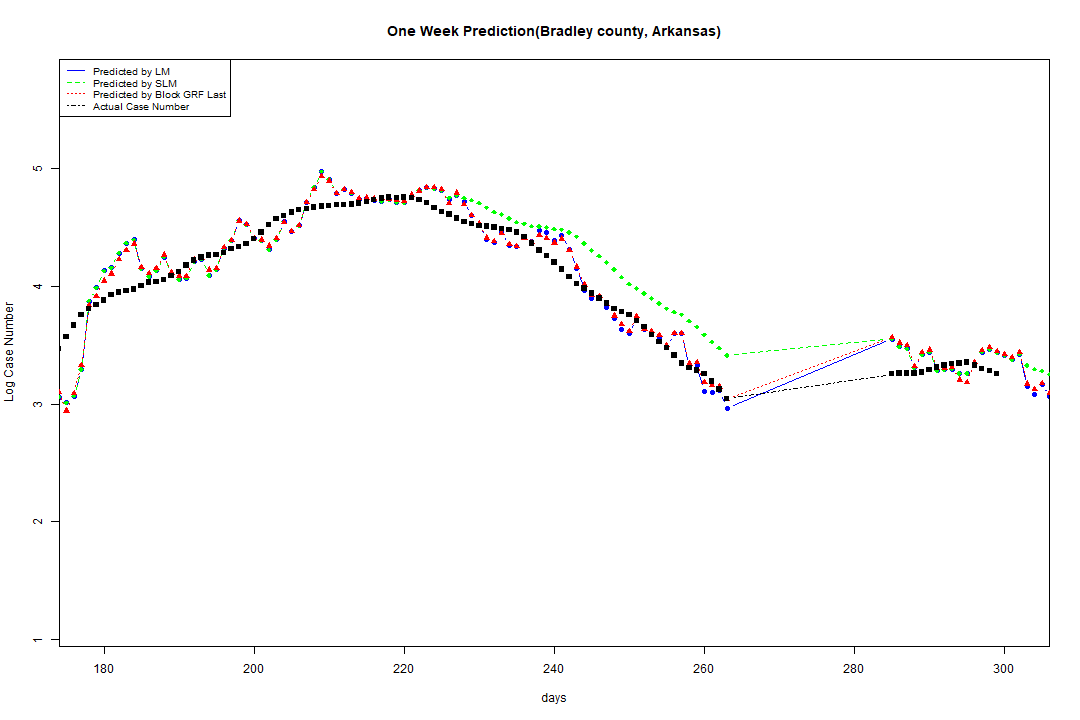 One Week Prediction(Bradley county, Arkansas)
Predicted by LM
Predicted by SLM
Predicted by Block GRF Last
Actual Case Number
Log Case Number
5
4
3
2
1
180 200 220 240 260 280 300
days